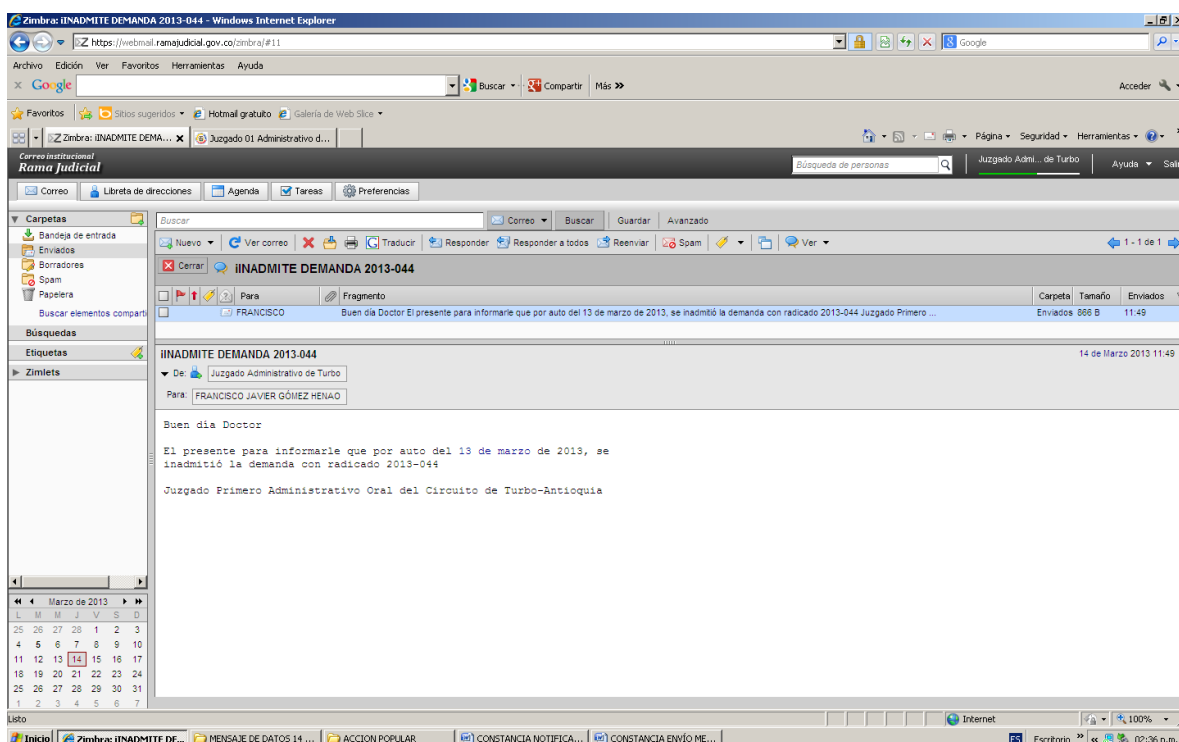 Zimbra: iINADMITE DEMANDA 2013-044 - Windows Internet Explorer
https://webmail.ramajudicial.gov.co/zimbra/#11
Google
Archivo Edición Ver Favoritos Herramientas Ayuda
x Google Buscar Compartir Más >> Acceder
Favoritos Sitios sugeridos Hotmail gratuito Galería de Web Slice
Zimbra: iINADMITE DEMA... X Juzgado 01 Administrativo d... Página Seguridad Herramientas
Correo institucional
Rama Judicial Búsqueda de personas Juzgado Admi... de Turbo Ayuda Sali
Correo Libreta de direcciones Agenda Tareas Preferencias
Carpetas
Bandeja de entrada
Enviados
Borradores
Spam
Papelera
Buscar elementos comparti
Búsquedas
Etiquetas
Zimlets
Buscar Correo Buscar Guardar Avanzado
Nuevo Ver correo Traducir Responder Responder a todos Reenviar Spam Ver 1 - 1 de 1
Cerrar iINADMITE DEMANDA 2013-044
Para Fragmento Carpeta Tamaño Enviados
FRANCISCO Buen día Doctor El presente para informarle que por auto del 13 de marzo de 2013, se inadmitió la demanda con radicado 2013-044 Juzgado Primero ... Enviados 866 B 11:49
iINADMITE DEMANDA 2013-044 14 de Marzo 2013 11:49
De: Juzgado Administrativo de Turbo
Para: FRANCISCO JAVIER GÓMEZ HENAO
Buen día Doctor
El presente para informarle que por auto del 13 de marzo de 2013, se
inadmitió la demanda con radicado 2013-044
Juzgado Primero Administrativo Oral del Circuito de Turbo-Antioquia
Marzo de 2013
L M M J V S D
25 26 27 28 1 2 3
4 5 6 7 8 9 10
11 12 13 14 15 16 17
18 19 20 21 22 23 24
25 26 27 28 29 30 31
1 2 3 4 5 6 7
Listo Internet 100%
Inicio Zimbra: iINADMITE DE... MENSAJE DE DATOS 14 ... ACCION POPULAR CONSTANCIA NOTIFICA... CONSTANCIA ENVÍO ME... ES Escritorio >> « 02:36 p.m.